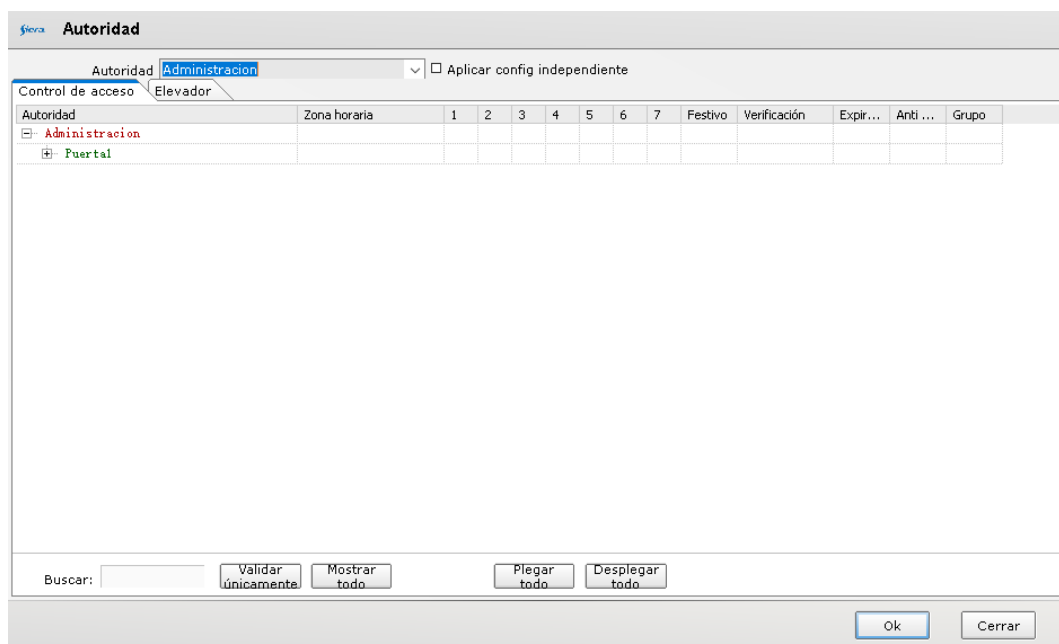 Siera Autoridad
Autoridad Administracion Aplicar config independiente
Control de acceso Elevador
Autoridad Zona horaria 1 2 3 4 5 6 7 Festivo Verificación Expir... Anti ... Grupo
Administracion
Puerta1
Buscar: Validar únicamente Mostrar todo Plegar todo Desplegar todo
Ok Cerrar